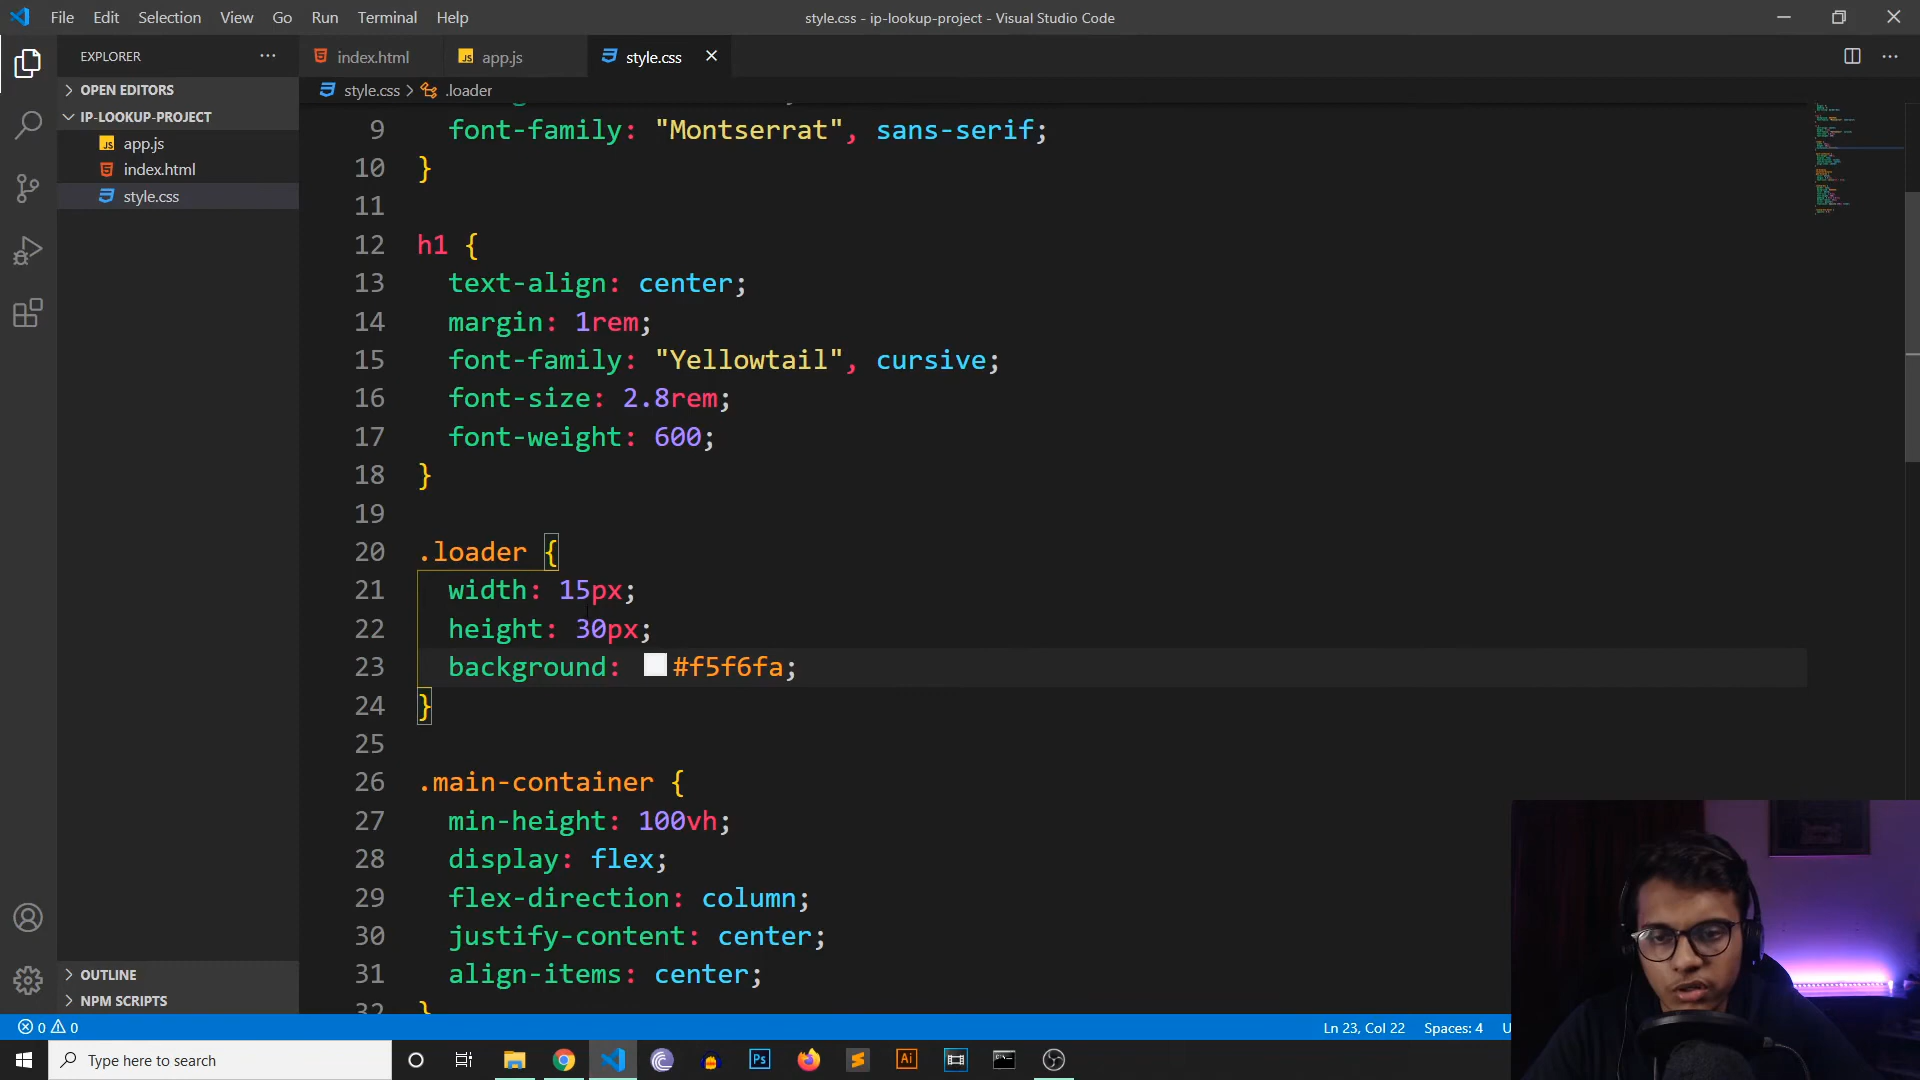 File Edit Selection View Go Run Terminal Help
style.css - ip-lookup-project - Visual Studio Code
EXPLORER
OPEN EDITORS
IP-LOOKUP-PROJECT
app.js
index.html
style.css
OUTLINE
NPM SCRIPTS
index.html
app.js
style.css
style.css > .loader
9 font-family: "Montserrat", sans-serif;
10 }
11
12 h1 {
13 text-align: center;
14 margin: 1rem;
15 font-family: "Yellowtail", cursive;
16 font-size: 2.8rem;
17 font-weight: 600;
18 }
19
20 .loader {
21 width: 15px;
22 height: 30px;
23 background: #f5f6fa;
24 }
25
26 .main-container {
27 min-height: 100vh;
28 display: flex;
29 flex-direction: column;
30 justify-content: center;
31 align-items: center;
32 }
0 0
Ln 23, Col 22 Spaces: 4
Type here to search
Ps
Ai